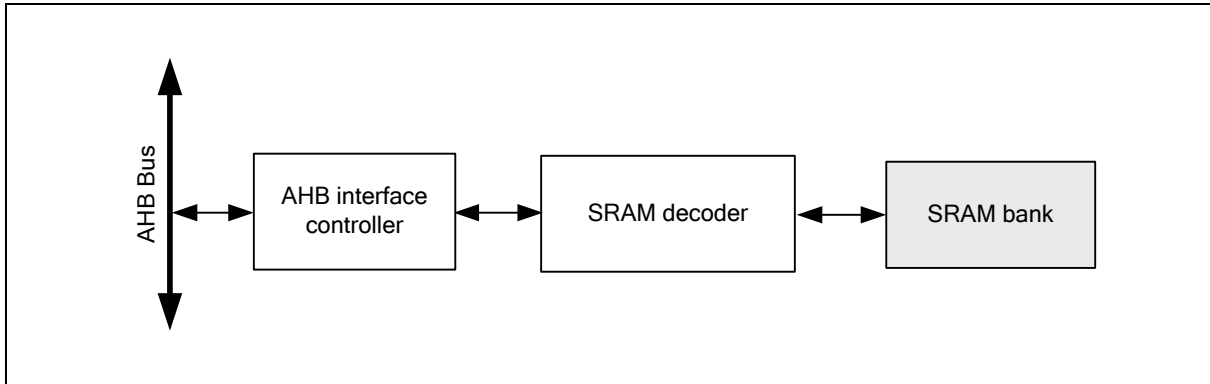 AHB Bus
AHB interface
controller
SRAM decoder
SRAM bank